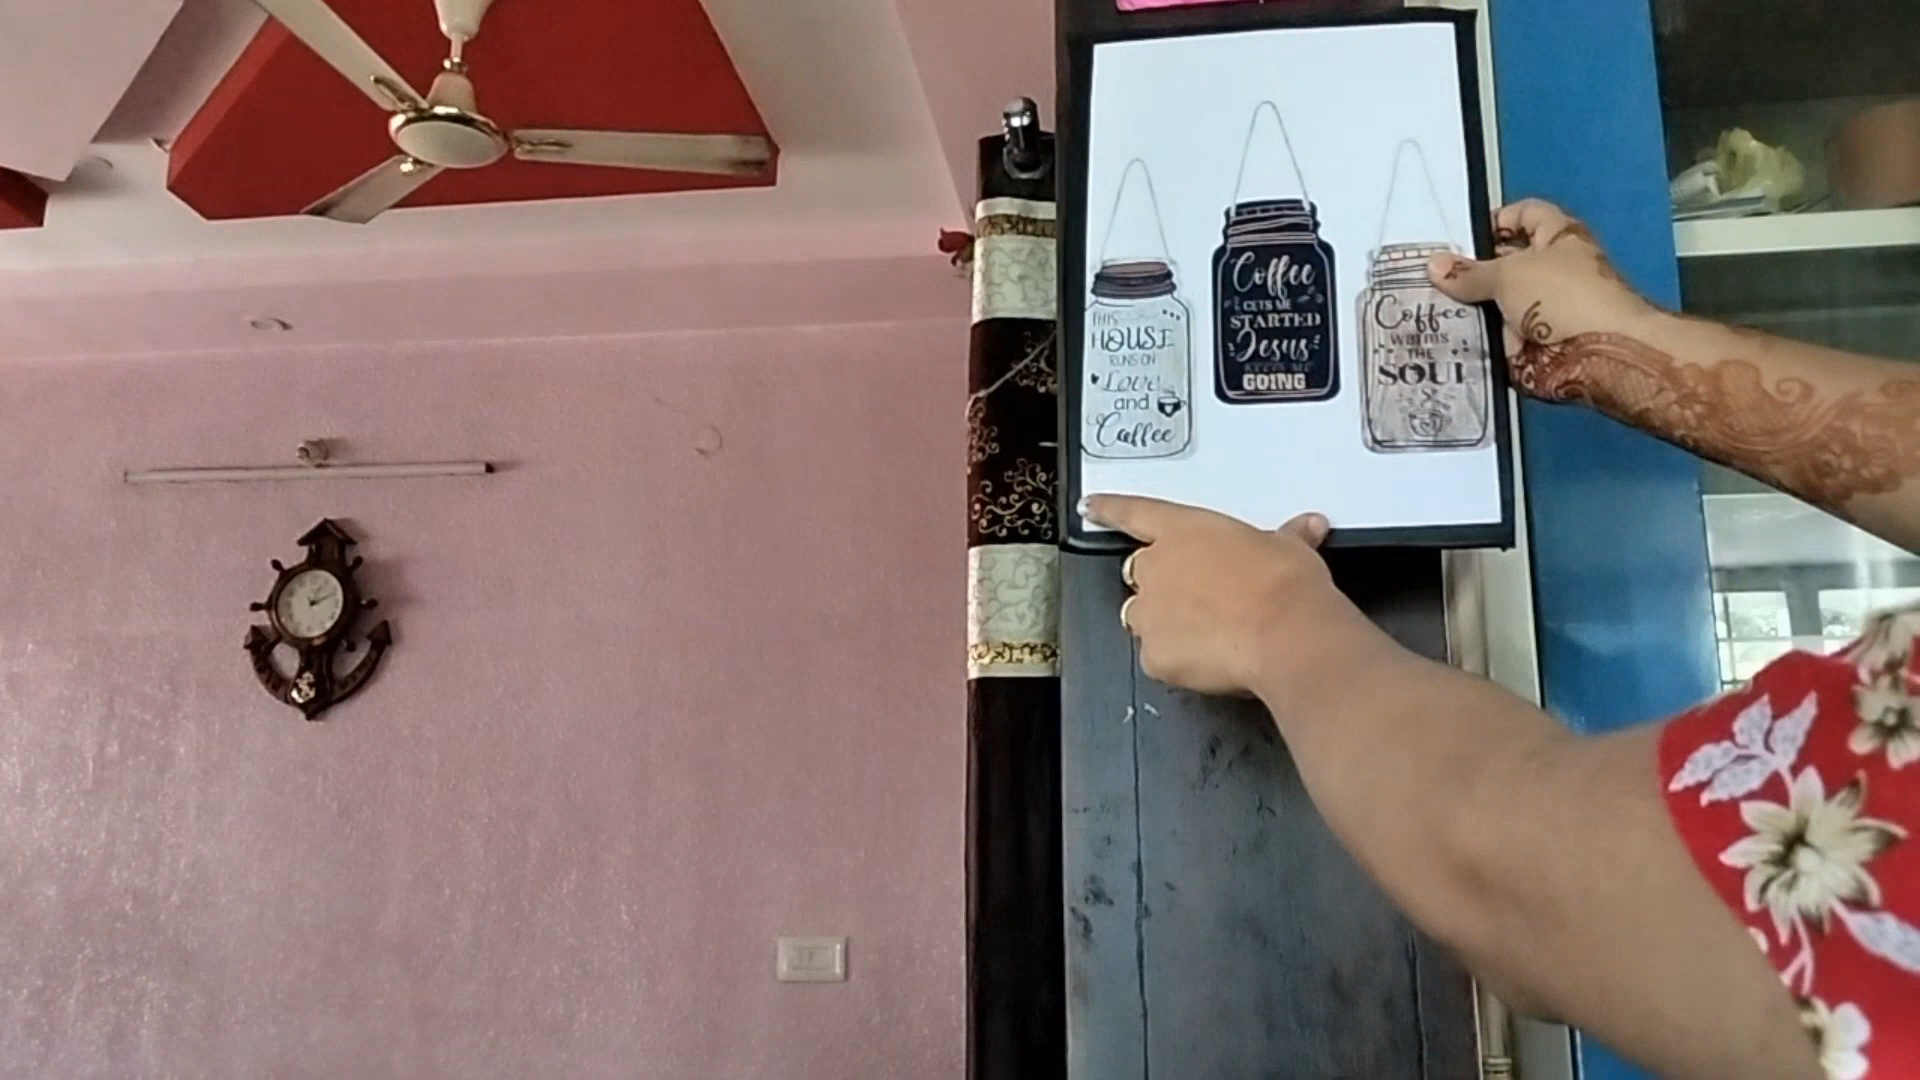 THIS
HOUSE
RUNS ON
Love
and
Coffee
Coffee
GETS ME
STARTED
Jesus
KEEPS ME
GOING
Coffee
warms
THE
SOUL